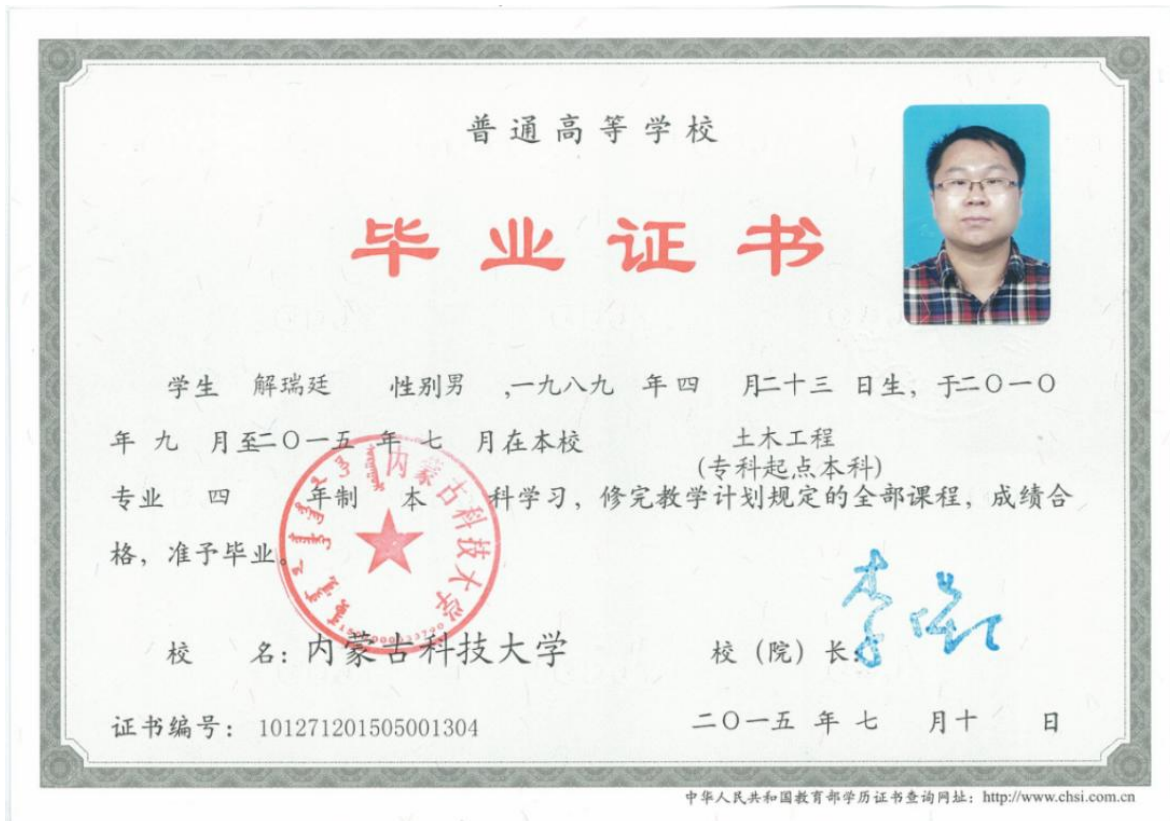 普通高等学校
毕业证书
学生 解瑞廷 性别男 ,一九八九 年四 月二十三 日生，于二〇一〇
年 九 月至二〇一五 年 七 月在本校 土木工程
(专科起点本科)
专业 四 年制 本 科学习，修完教学计划规定的全部课程，成绩合
格，准予毕业。
内蒙古科技大学
校 名：内蒙古科技大学 校（院）长：
证书编号：101271201505001304 二〇一五 年 七 月十 日
中华人民共和国教育部学历证书查询网址：http://www.chsi.com.cn